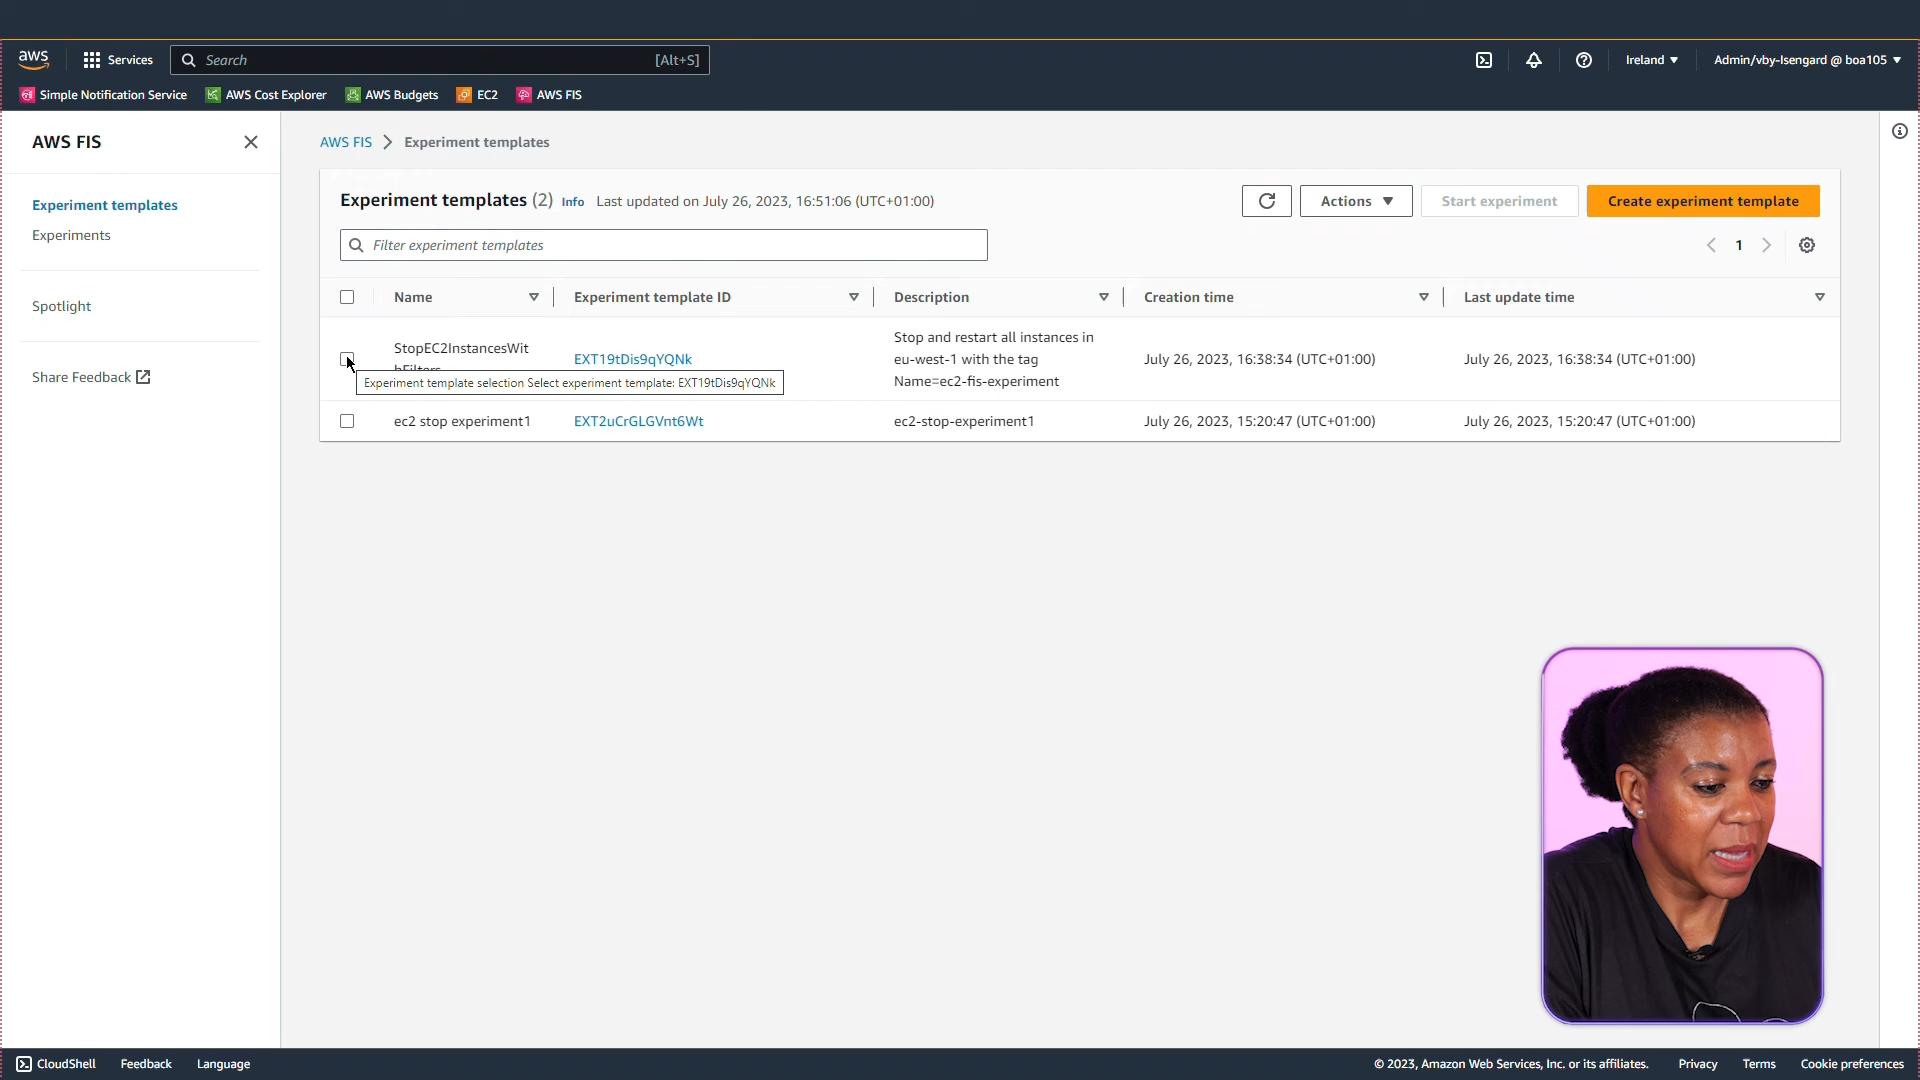 aws
Services
Search
[Alt+S]
Ireland ▼
Admin/vby-Isengard @ boa105 ▼
Simple Notification Service
AWS Cost Explorer
AWS Budgets
EC2
AWS FIS
AWS FIS
Experiment templates
Experiments
Spotlight
Share Feedback
AWS FIS > Experiment templates
Experiment templates (2) Info Last updated on July 26, 2023, 16:51:06 (UTC+01:00)
Actions ▼
Start experiment
Create experiment template
Filter experiment templates
1
Name
Experiment template ID
Description
Creation time
Last update time
StopEC2InstancesWit
hFilters
EXT19tDis9qYQNk
Stop and restart all instances in
eu-west-1 with the tag
Name=ec2-fis-experiment
July 26, 2023, 16:38:34 (UTC+01:00)
July 26, 2023, 16:38:34 (UTC+01:00)
Experiment template selection Select experiment template: EXT19tDis9qYQNk
ec2 stop experiment1
EXT2uCrGLGVnt6Wt
ec2-stop-experiment1
July 26, 2023, 15:20:47 (UTC+01:00)
July 26, 2023, 15:20:47 (UTC+01:00)
CloudShell
Feedback
Language
© 2023, Amazon Web Services, Inc. or its affiliates.
Privacy
Terms
Cookie preferences